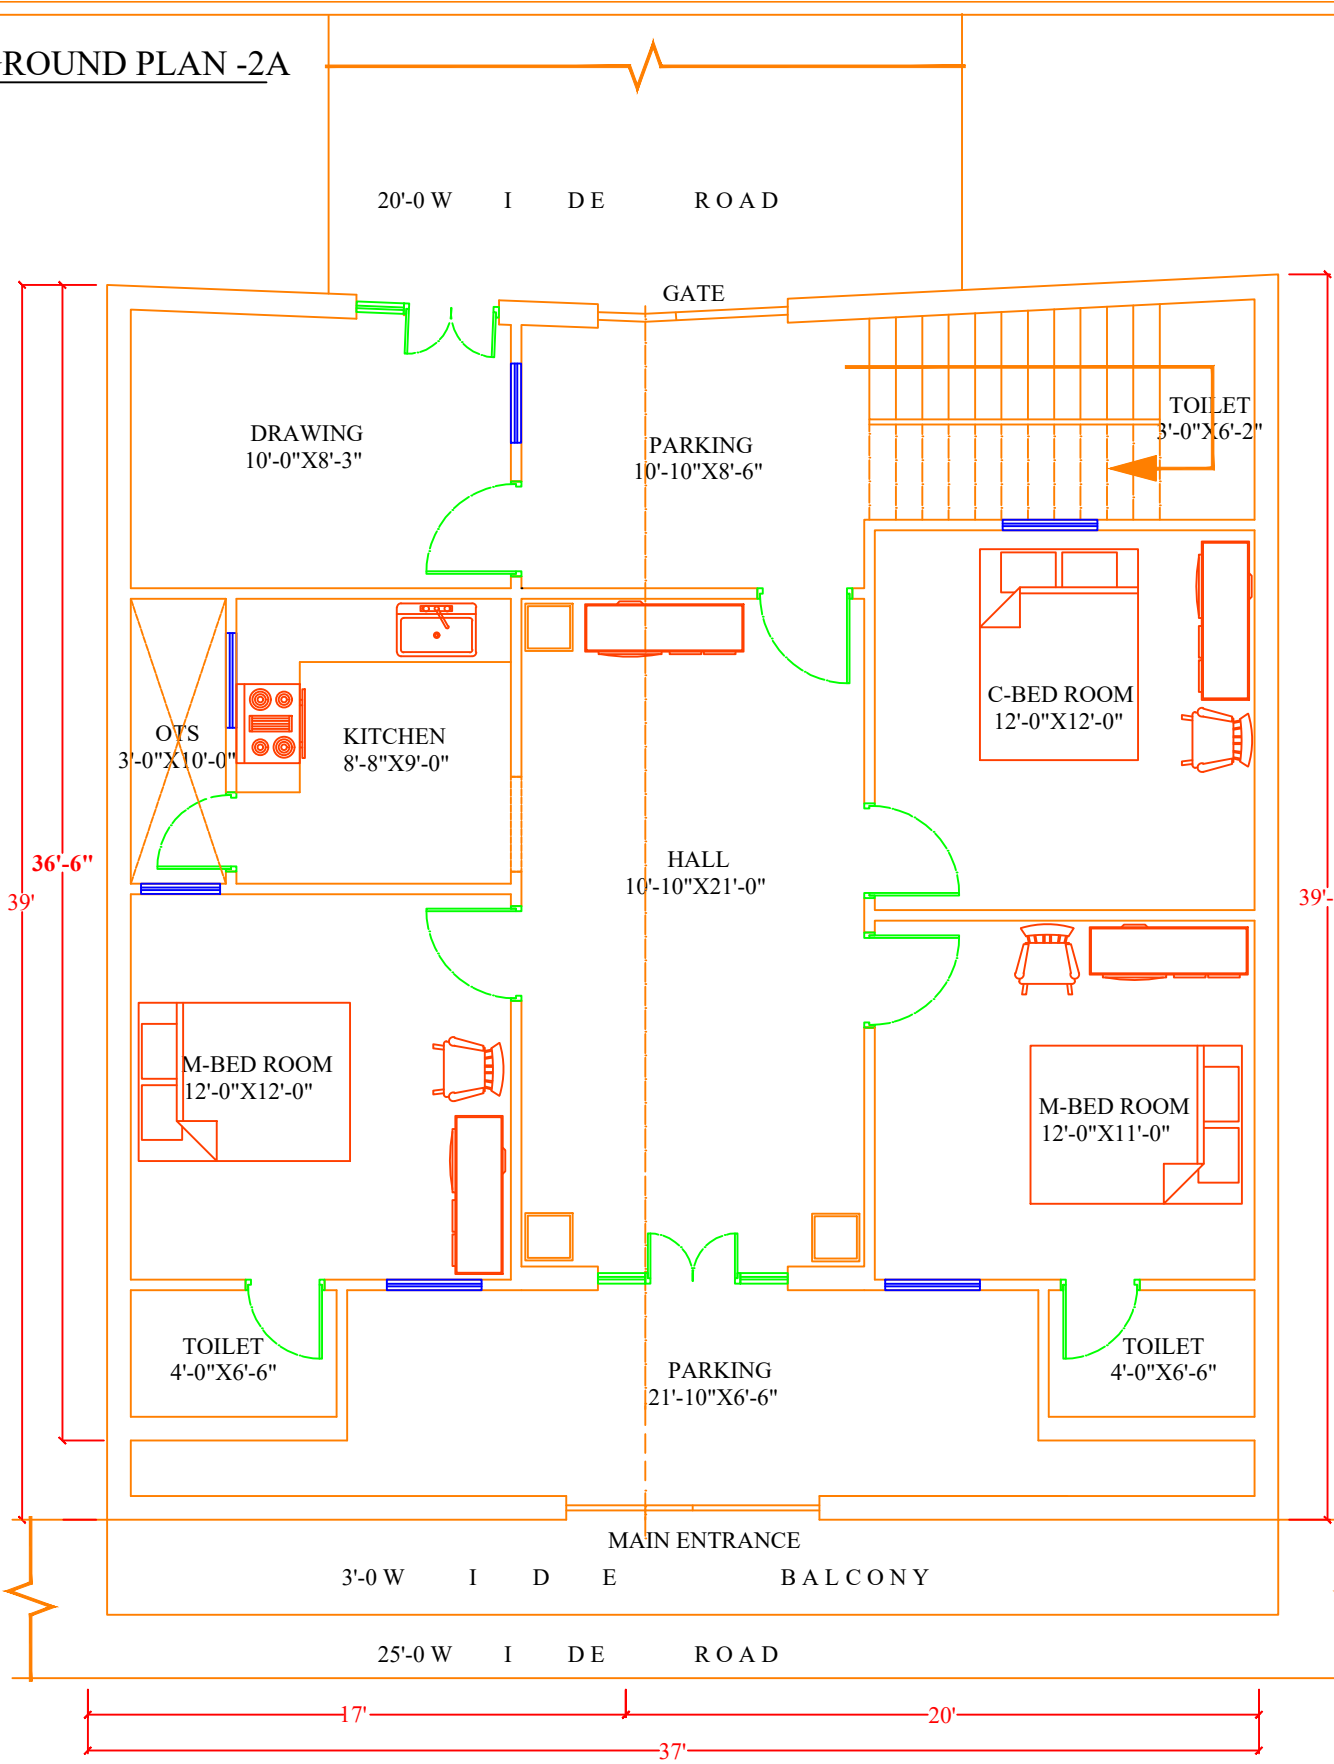 ROUND PLAN -2A
20'-0 W I DE ROAD
GATE
DRAWING
10'-0"X8'-3"
PARKING
10'-10"X8'-6"
TOILET
3'-0"X6'-2"
C-BED ROOM
12'-0"X12'-0"
OTS
3'-0"X10'-0"
KITCHEN
8'-8"X9'-0"
36'-6"
39'
HALL
10'-10"X21'-0"
39'-
M-BED ROOM
12'-0"X12'-0"
M-BED ROOM
12'-0"X11'-0"
TOILET
4'-0"X6'-6"
PARKING
21'-10"X6'-6"
TOILET
4'-0"X6'-6"
MAIN ENTRANCE
3'-0 W I D E BALCONY
25'-0 W I DE ROAD
17'
20'
37'